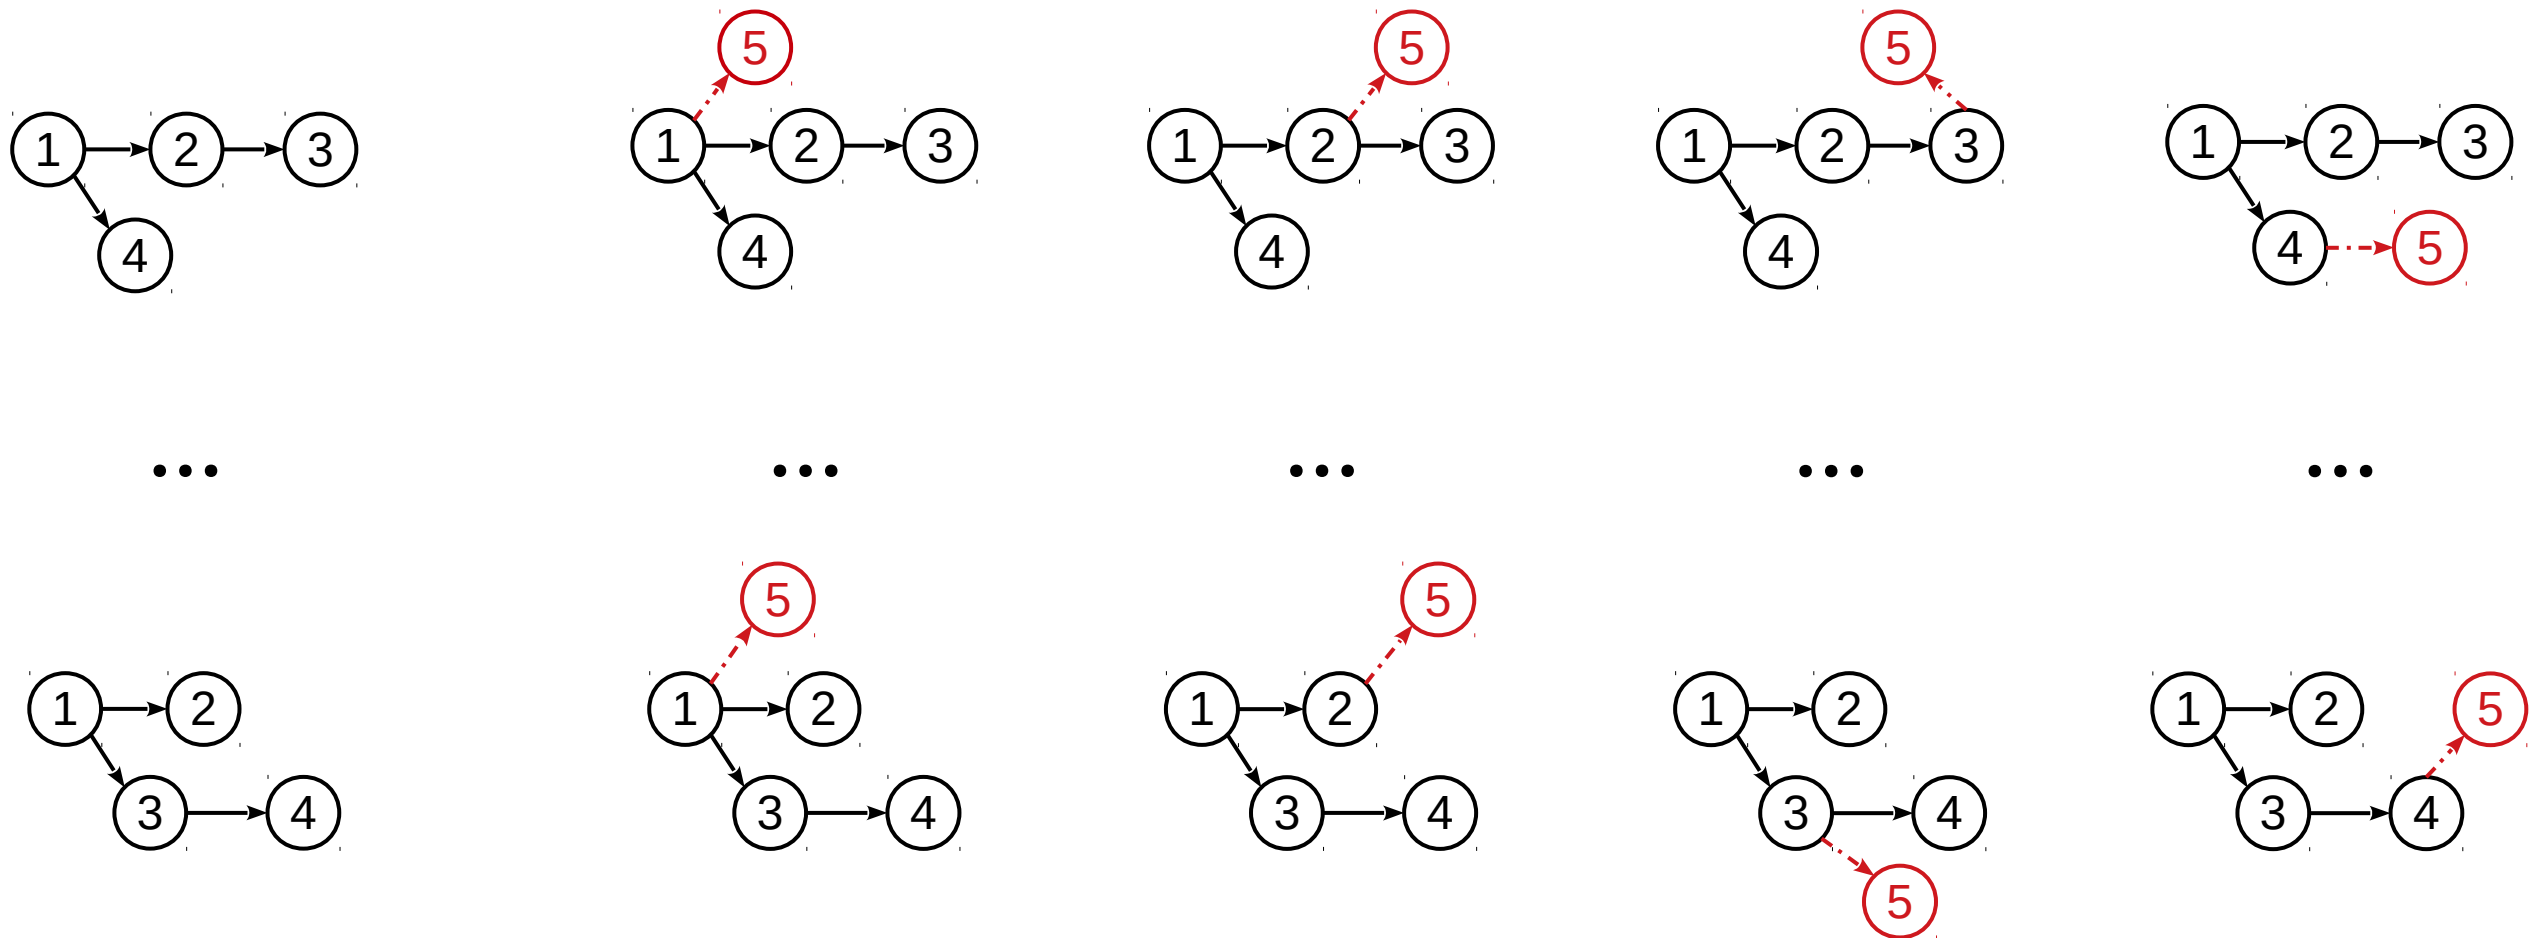 5 5 5
1 2 3 1 2 3 1 2 3 1 2 3 1 2 3
4 4 4 4 4 5
... ... ... ... ...
5 5
1 2 1 2 1 2 1 2 1 2 5
3 4 3 4 3 4 3 4 3 4
5